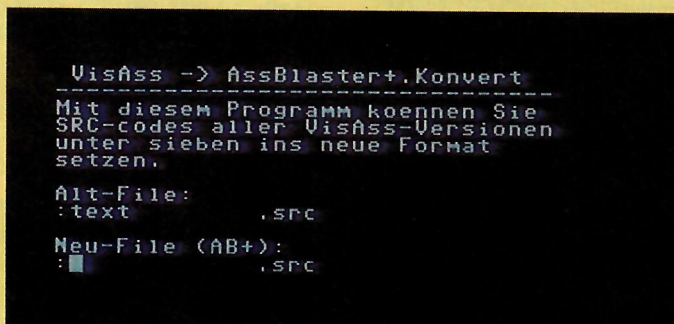 VisAss -> AssBlaster+.Konvert
---------------------------------
Mit diesem Programm koennen Sie
SRC-codes aller VisAss-Versionen
unter sieben ins neue Format
setzen.
Alt-File:
:text .src
Neu-File (AB+):
: .src